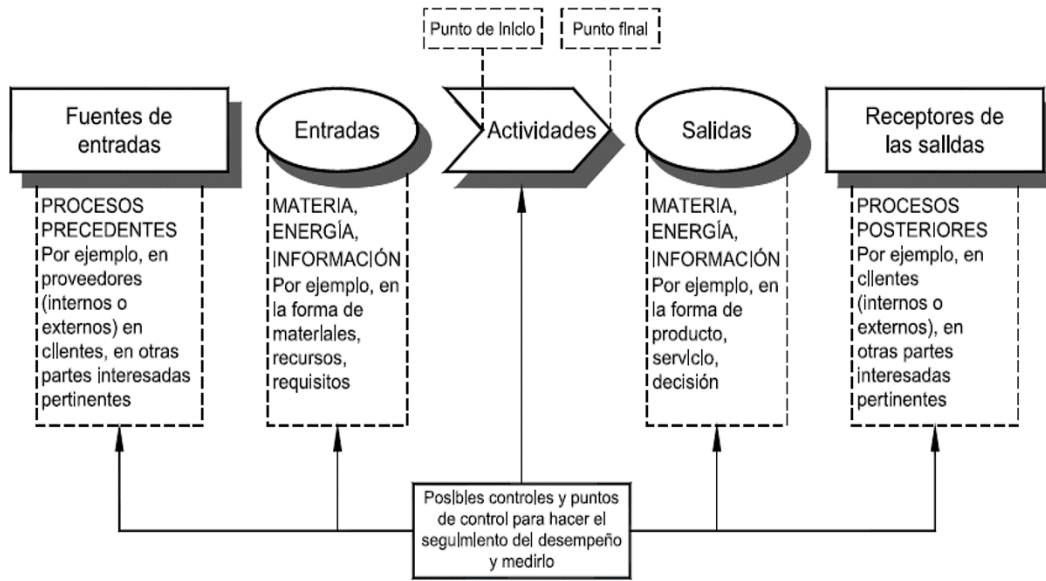 Punto de inicio
Punto final
Fuentes de
entradas
Entradas
Actividades
Salidas
Receptores de
las salidas
PROCESOS
PRECEDENTES
Por ejemplo, en
proveedores
(internos o
externos) en
clientes, en otras
partes interesadas
pertinentes
MATERIA,
ENERGÍA,
INFORMACIÓN
Por ejemplo, en
la forma de
materiales,
recursos,
requisitos
MATERIA,
ENERGÍA,
INFORMACIÓN
Por ejemplo, en
la forma de
producto,
servicio,
decisión
PROCESOS
POSTERIORES
Por ejemplo, en
clientes
(internos o
externos), en
otras partes
interesadas
pertinentes
Posibles controles y puntos
de control para hacer el
seguimiento del desempeño
y medirlo